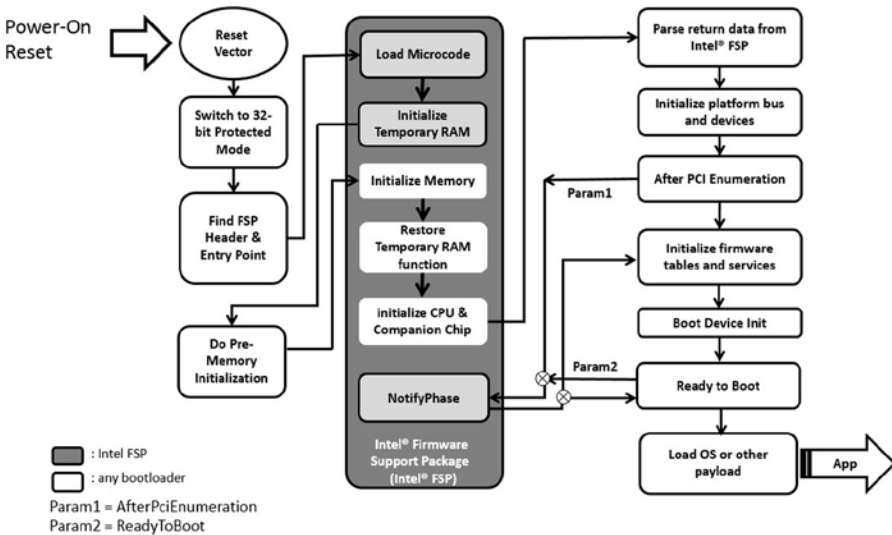 Power-On
Reset
Reset
Vector
Switch to 32-
bit Protected
Mode
Find FSP
Header &
Entry Point
Do Pre-
Memory
Initialization
Load Microcode
Initialize
Temporary RAM
Initialize Memory
Restore
Temporary RAM
function
initialize CPU &
Companion Chip
NotifyPhase
Intel® Firmware
Support Package
(Intel® FSP)
Parse return data from
Intel® FSP
Initialize platform bus
and devices
After PCI Enumeration
Param1
Initialize firmware
tables and services
Boot Device Init
Param2
Ready to Boot
Load OS or other
payload
App
: Intel FSP
: any bootloader
Param1 = AfterPciEnumeration
Param2 = ReadyToBoot